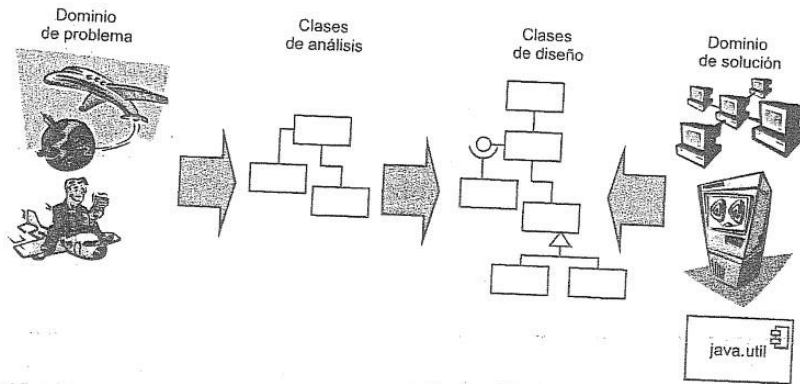 Dominio
de problema
Clases
de análisis
Clases
de diseño
Dominio
de solución
java.util